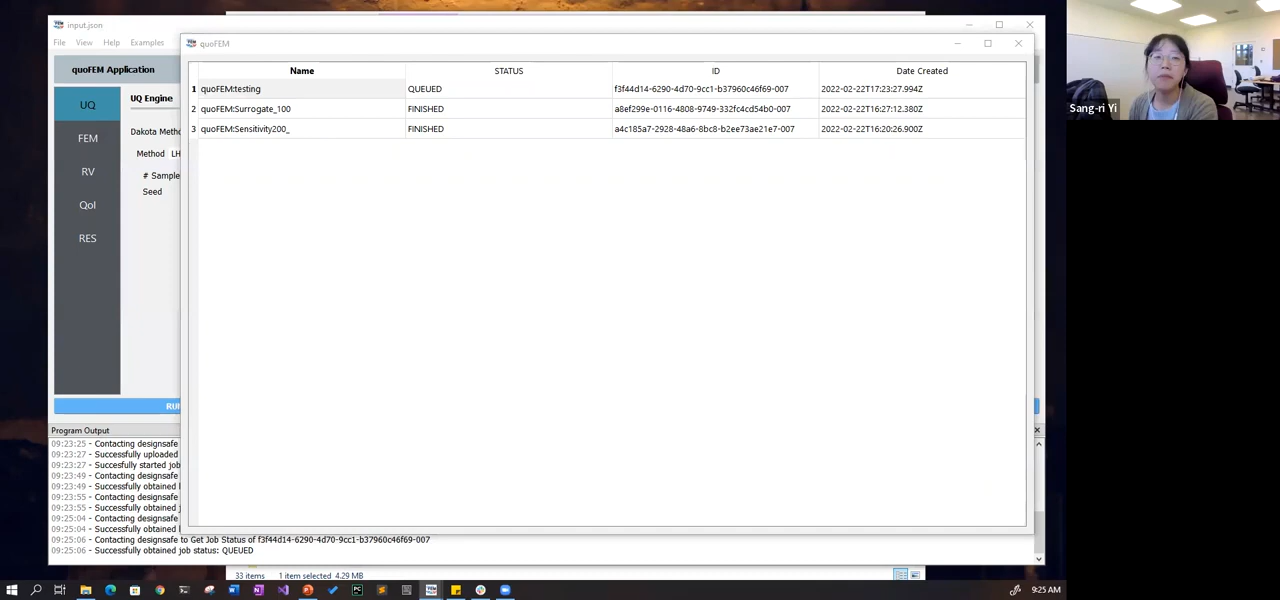 input.json
File View Help Examples
quoFEM
quoFEM Application
Name STATUS ID Date Created
1 quoFEM:testing QUEUED f3f44d14-6290-4d70-9cc1-b37960c46f69-007 2022-02-22T17:23:27.994Z
2 quoFEM:Surrogate_100 FINISHED a8ef299e-0116-4808-9749-332fc4cd54b0-007 2022-02-22T16:27:12.380Z
3 quoFEM:Sensitivity200_ FINISHED a4c185a7-2928-48a6-8bc8-b2ee73ae21e7-007 2022-02-22T16:20:26.900Z
UQ
FEM
RV
QoI
RES
UQ Engine
Dakota Metho
Method LH
# Sample
Seed
RU
Program Output
09:23:25 - Contacting designsafe
09:23:27 - Successfully uploaded
09:23:27 - Succesfully started job
09:23:49 - Contacting designsafe
09:23:49 - Successfully obtained
09:23:55 - Contacting designsafe
09:23:55 - Successfully obtained j
09:25:04 - Contacting designsafe
09:25:04 - Successfully obtained
09:25:06 - Contacting designsafe to Get Job Status of f3f44d14-6290-4d70-9cc1-b37960c46f69-007
09:25:06 - Successfully obtained job status: QUEUED
33 items 1 item selected 4.29 MB
9:25 AM
Sang-ri Yi